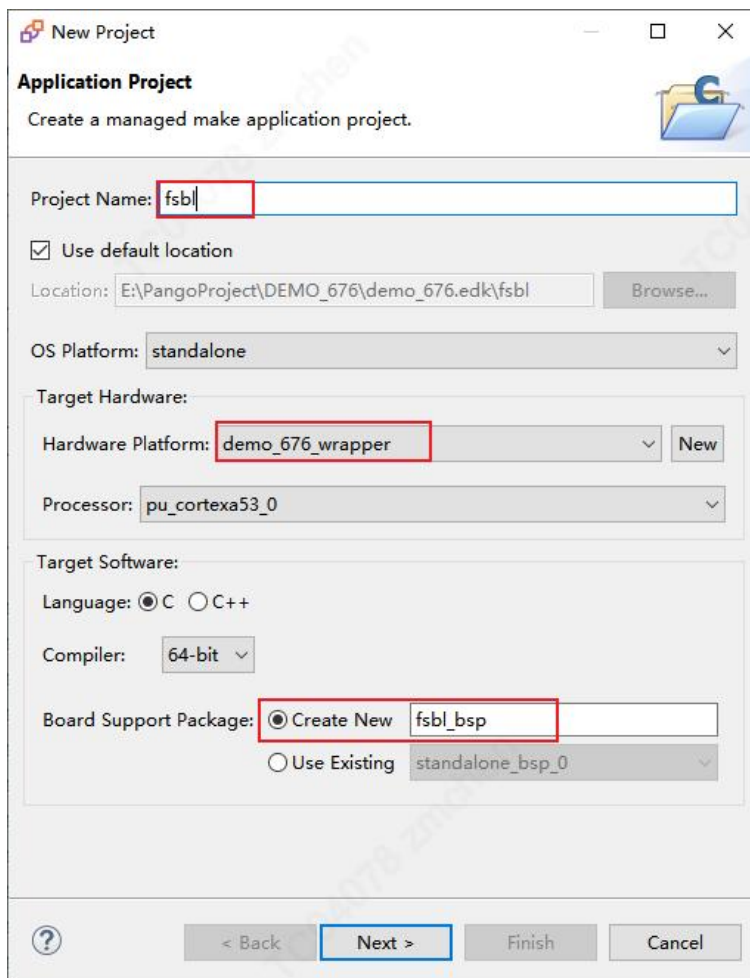 New Project
Application Project
Create a managed make application project.
Project Name: fsbl
Use default location
Location: E:\PangoProject\DEMO_676\demo_676.edk\fsbl Browse...
OS Platform: standalone
Target Hardware:
Hardware Platform: demo_676_wrapper New
Processor: pu_cortexa53_0
Target Software:
Language: C C++
Compiler: 64-bit
Board Support Package: Create New fsbl_bsp
Use Existing standalone_bsp_0
TC04078 zmchen
? < Back Next > Finish Cancel